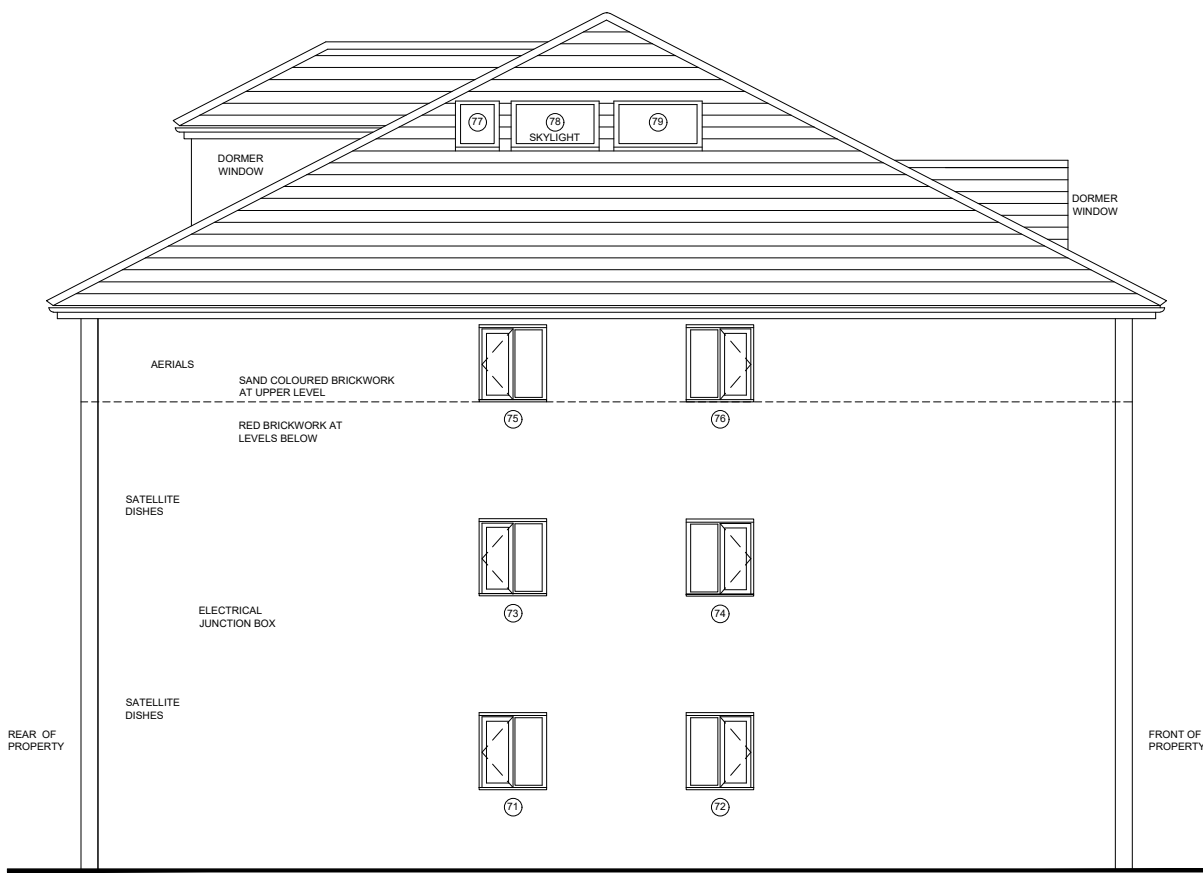 77
78
79
SKYLIGHT
DORMER
WINDOW
DORMER
WINDOW
AERIALS
SAND COLOURED BRICKWORK
AT UPPER LEVEL
75
76
RED BRICKWORK AT
LEVELS BELOW
SATELLITE
DISHES
73
74
ELECTRICAL
JUNCTION BOX
SATELLITE
DISHES
REAR OF
PROPERTY
FRONT OF
PROPERTY
71
72